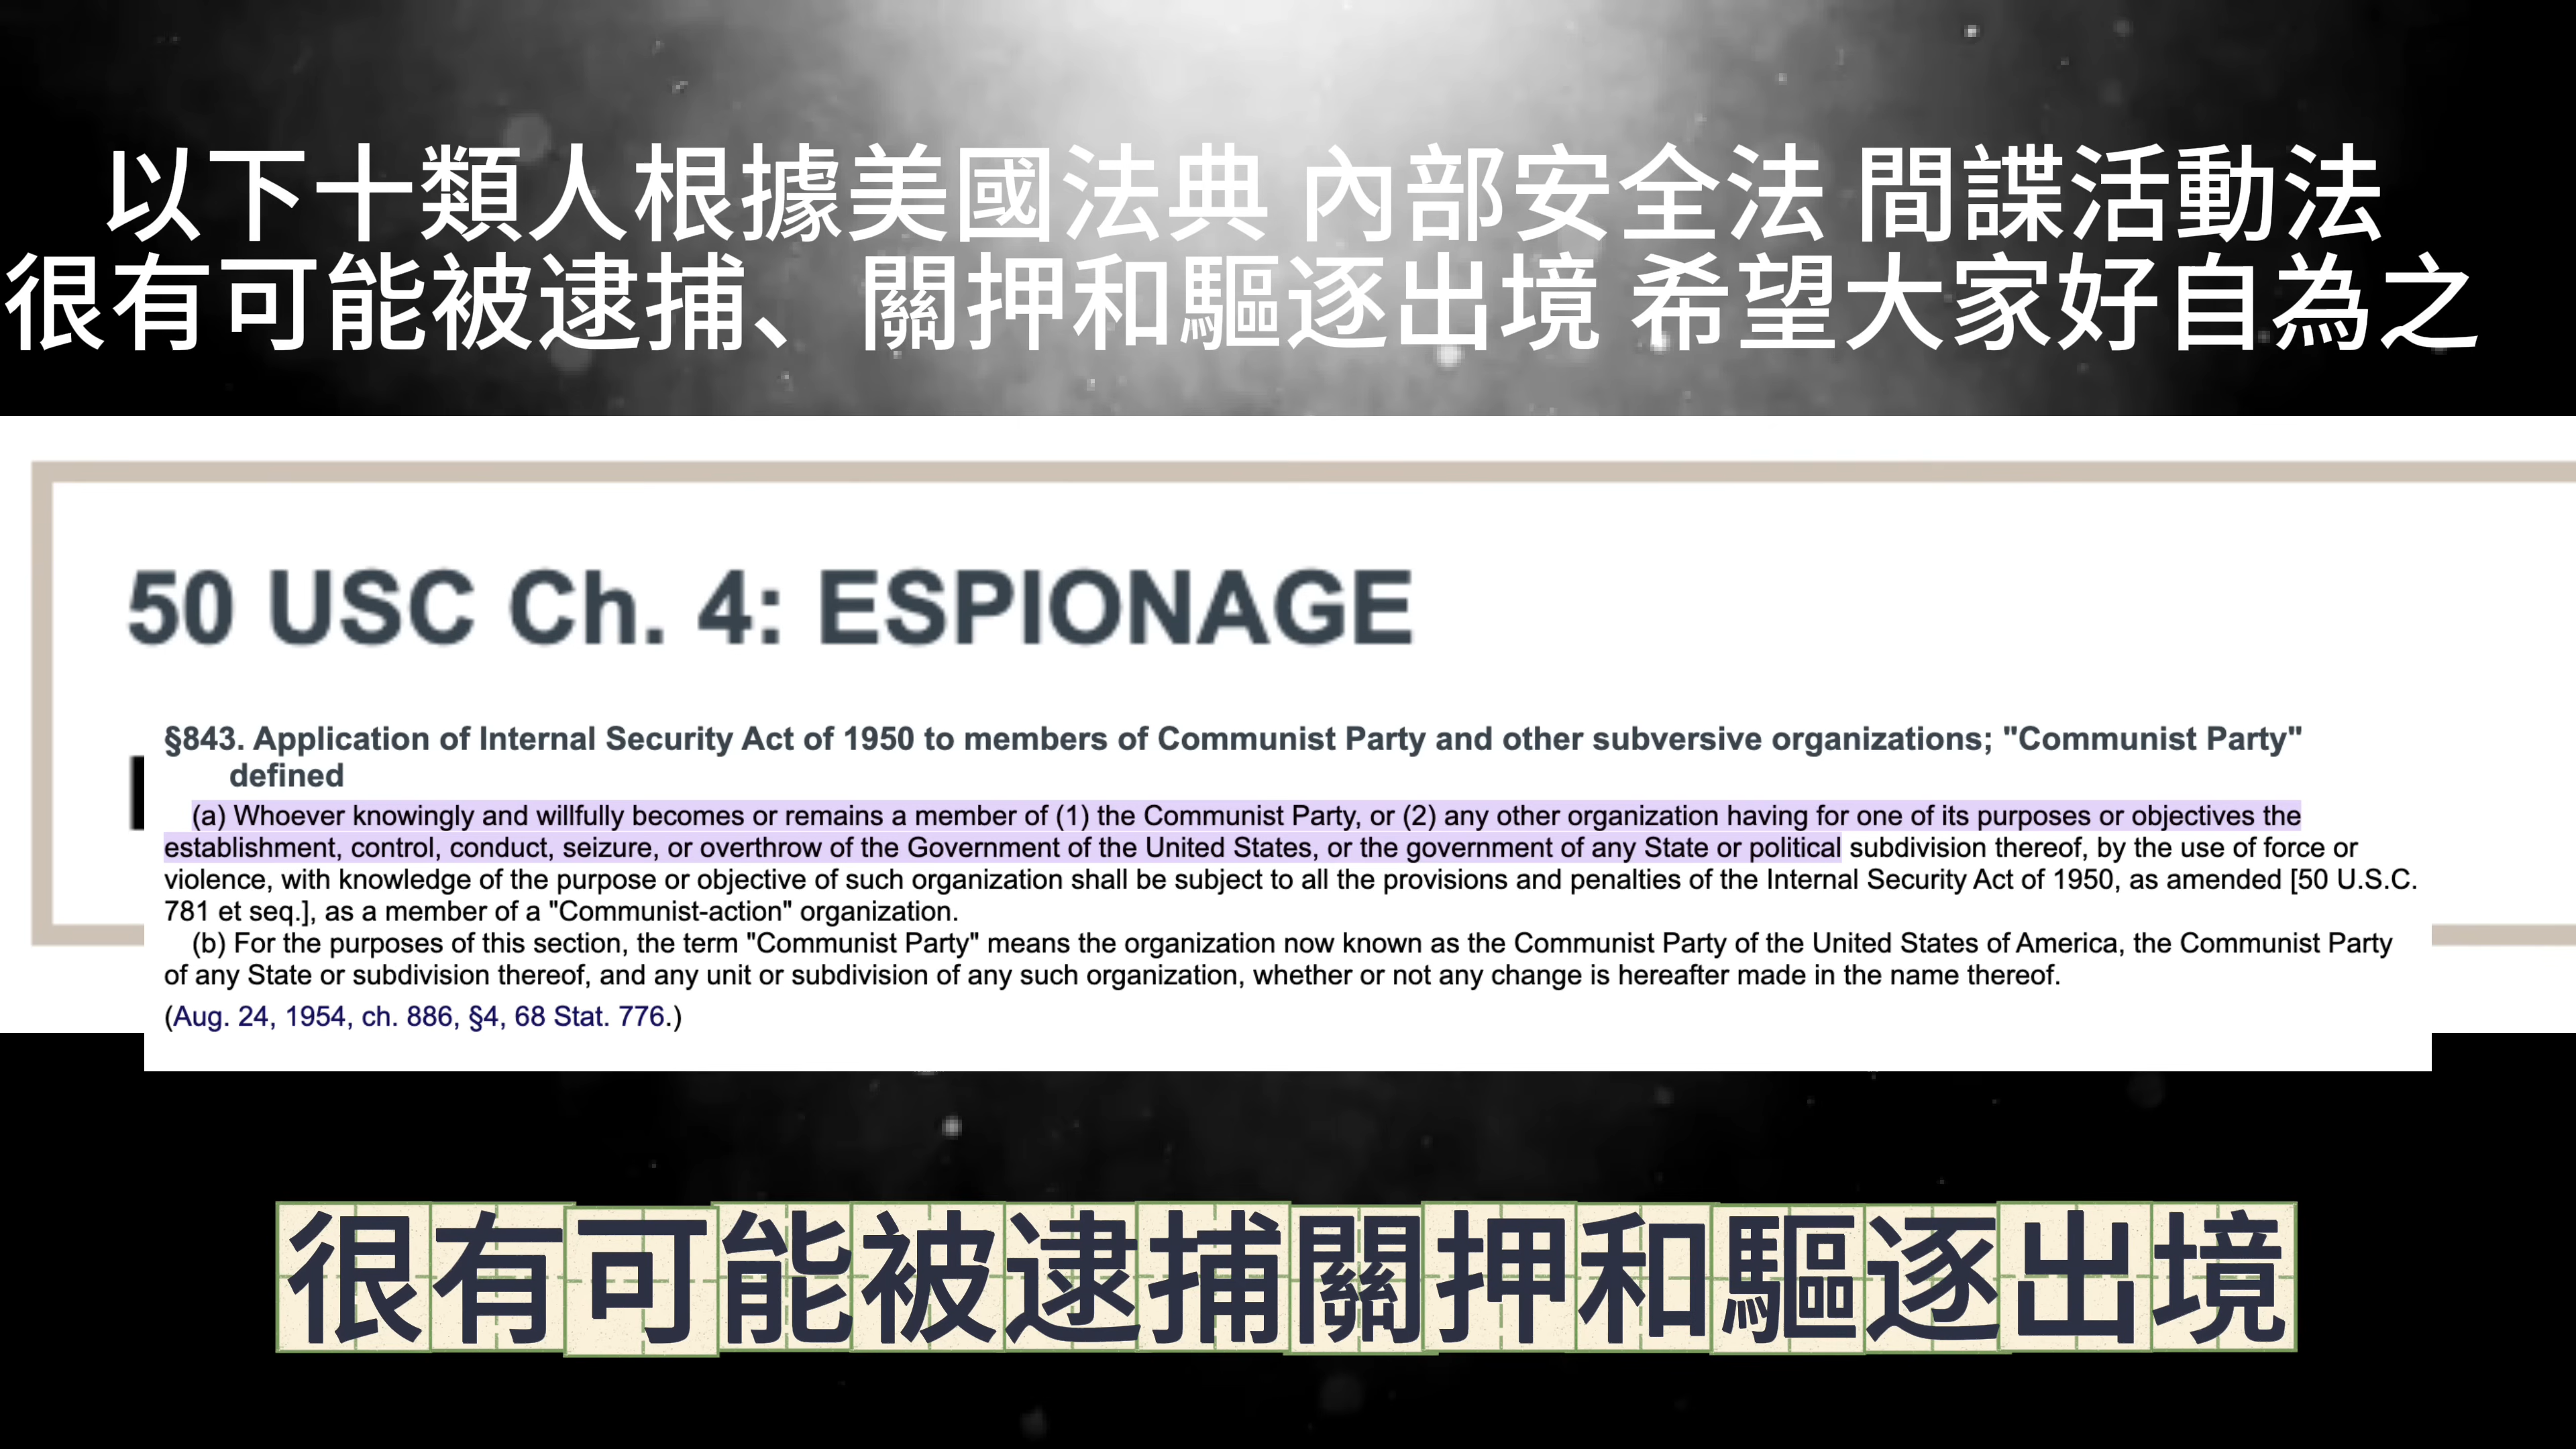 以下十類人根據美國法典 內部安全法 間諜活動法
很有可能被逮捕、關押和驅逐出境 希望大家好自為之
50 USC Ch. 4: ESPIONAGE
§843. Application of Internal Security Act of 1950 to members of Communist Party and other subversive organizations; "Communist Party"
defined
(a) Whoever knowingly and willfully becomes or remains a member of (1) the Communist Party, or (2) any other organization having for one of its purposes or objectives the
establishment, control, conduct, seizure, or overthrow of the Government of the United States, or the government of any State or political subdivision thereof, by the use of force or
violence, with knowledge of the purpose or objective of such organization shall be subject to all the provisions and penalties of the Internal Security Act of 1950, as amended [50 U.S.C.
781 et seq.], as a member of a "Communist-action" organization.
(b) For the purposes of this section, the term "Communist Party" means the organization now known as the Communist Party of the United States of America, the Communist Party
of any State or subdivision thereof, and any unit or subdivision of any such organization, whether or not any change is hereafter made in the name thereof.
(Aug. 24, 1954, ch. 886, §4, 68 Stat. 776.)
很有可能被逮捕關押和驅逐出境